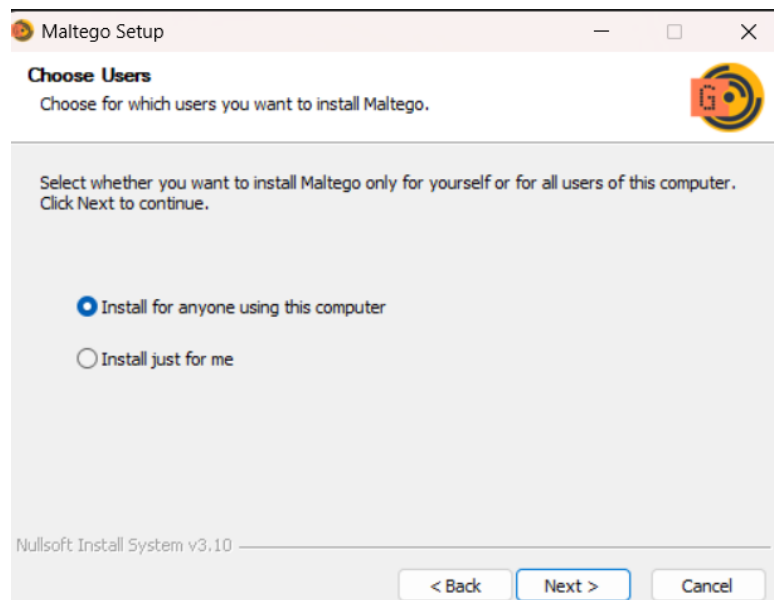 Maltego Setup
Choose Users
Choose for which users you want to install Maltego.
G
Select whether you want to install Maltego only for yourself or for all users of this computer.
Click Next to continue.
Install for anyone using this computer
Install just for me
Nullsoft Install System v3.10
< Back Next > Cancel